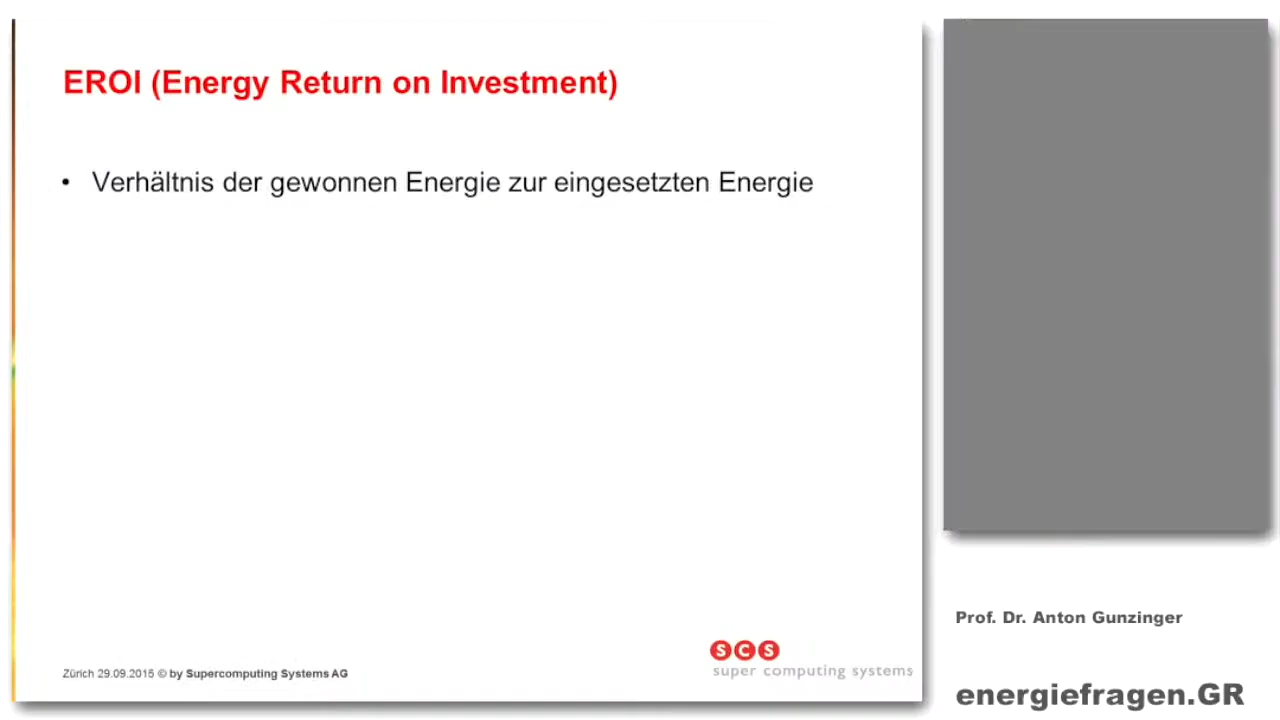 EROI (Energy Return on Investment)
• Verhältnis der gewonnen Energie zur eingesetzten Energie
Zürich 29.09.2015 © by Supercomputing Systems AG
SCS
super computing systems
Prof. Dr. Anton Gunzinger
energiefragen.GR